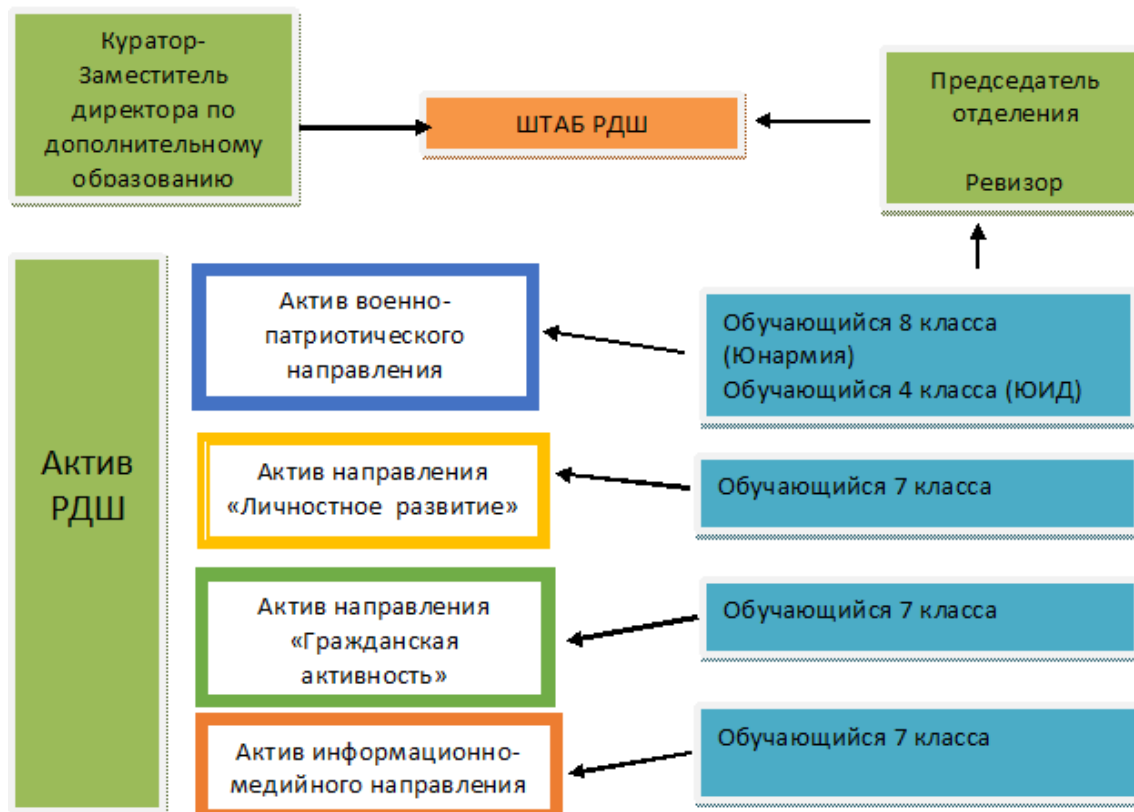 Куратор-
Заместитель
директора по
дополнительному
образованию
ШТАБ РДШ
Председатель
отделения
Ревизор
Актив
РДШ
Актив военно-
патриотического
направления
Обучающийся 8 класса
(Юнармия)
Обучающийся 4 класса (ЮИД)
Актив направления
«Личностное развитие»
Обучающийся 7 класса
Актив направления
«Гражданская
активность»
Обучающийся 7 класса
Актив информационно-
медийного направления
Обучающийся 7 класса